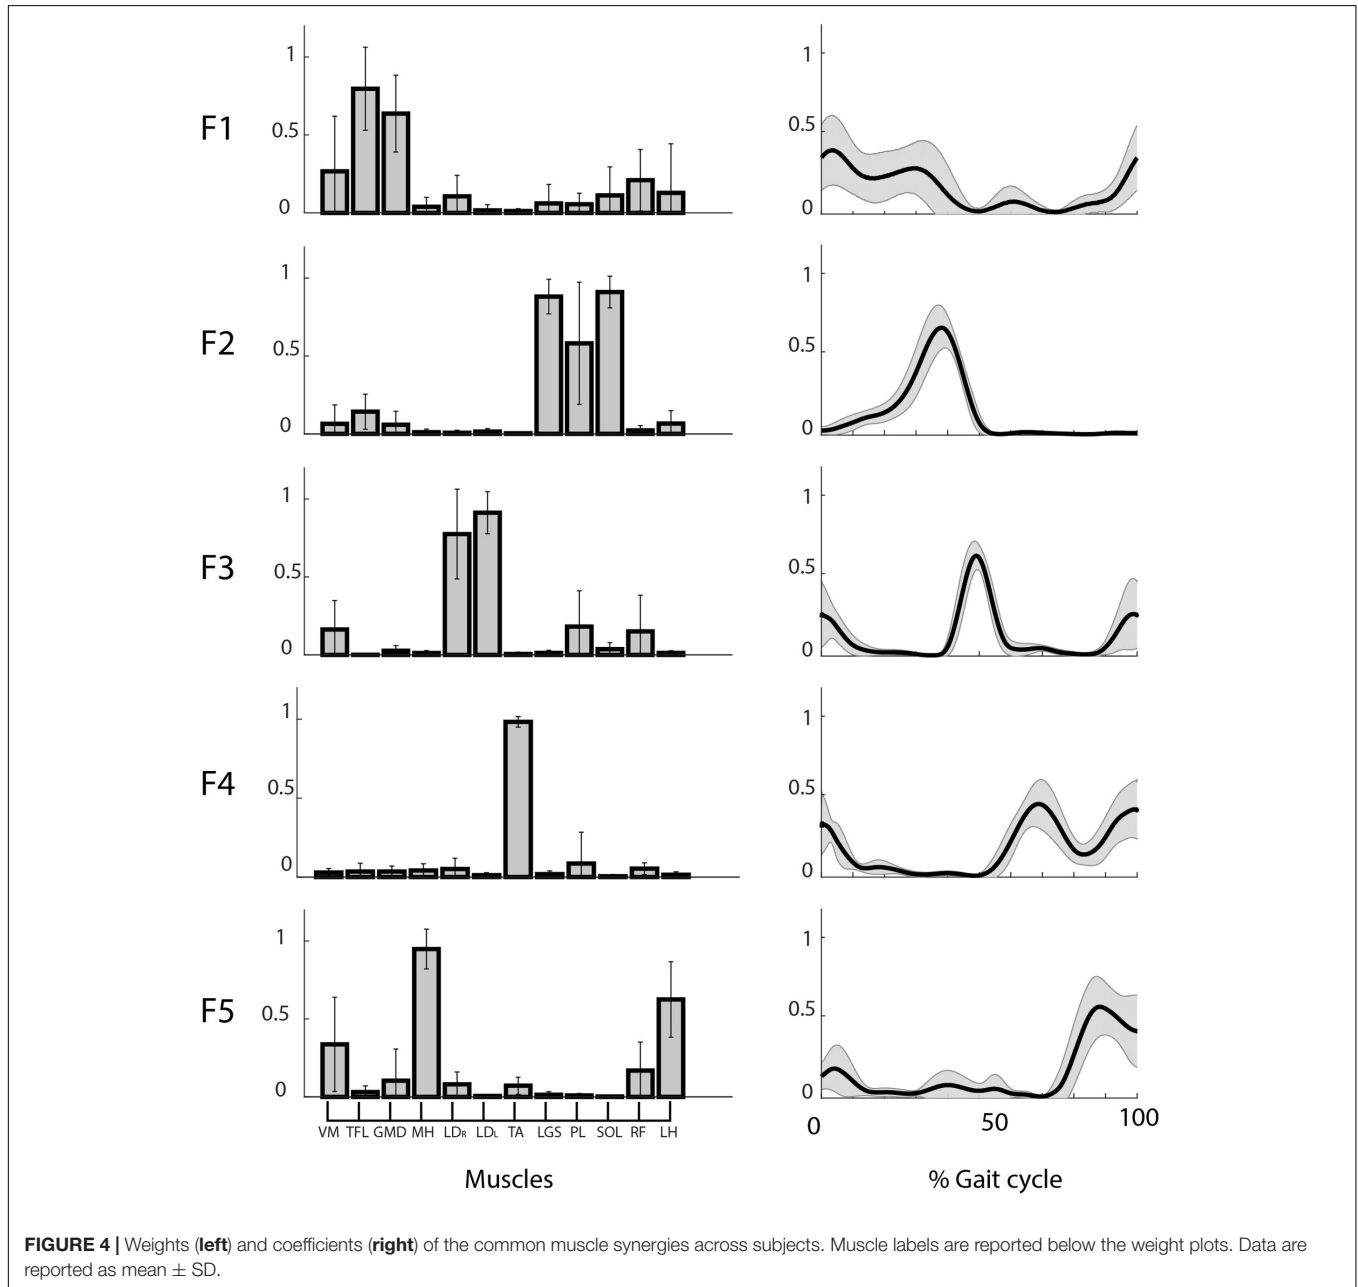 F1
1
0.5
0
1
0.5
0
F2
1
0.5
0
1
0.5
0
F3
1
0.5
0
1
0.5
0
F4
1
0.5
0
1
0.5
0
F5
1
0.5
0
1
0.5
0
VM TFL GMD MH LDR LDL TA LGS PL SOL RF LH
0 50 100
Muscles
% Gait cycle
FIGURE 4 | Weights (left) and coefficients (right) of the common muscle synergies across subjects. Muscle labels are reported below the weight plots. Data are
reported as mean ± SD.